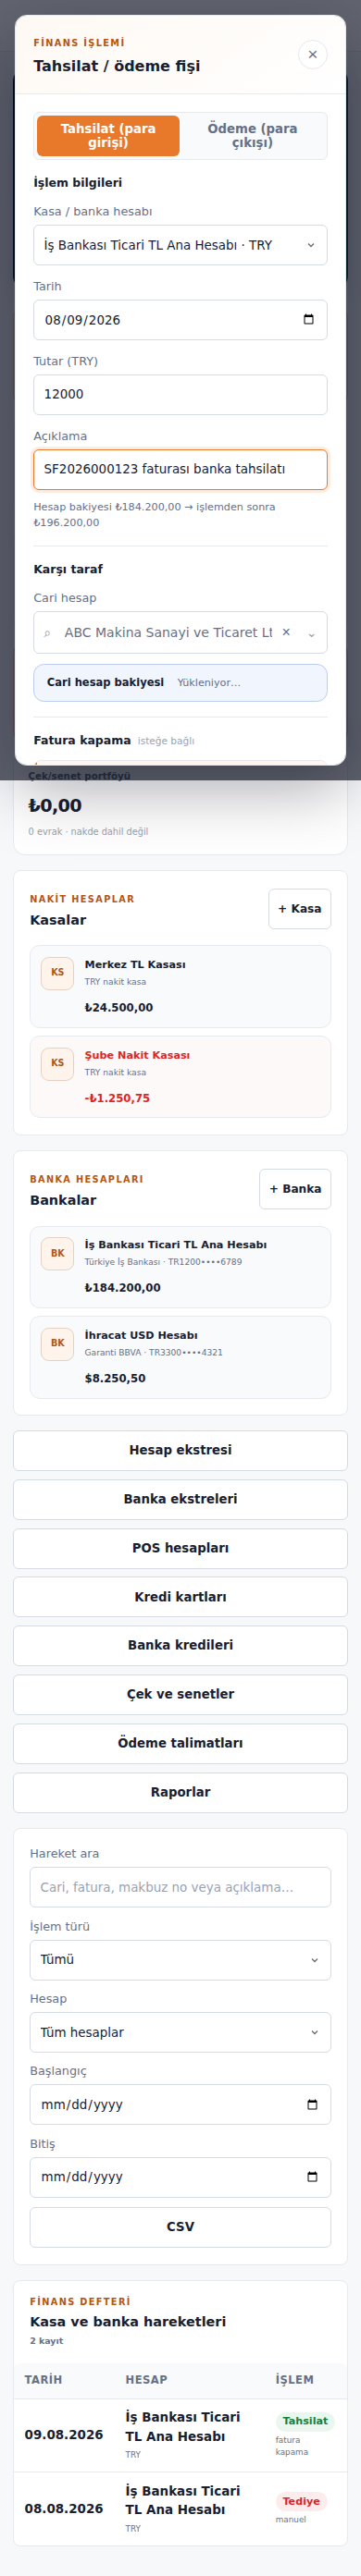 FİNANS İŞLEMİ
Tahsilat / ödeme fişi
×
Tahsilat (para
girişi)
Ödeme (para
çıkışı)
İşlem bilgileri
Kasa / banka hesabı
İş Bankası Ticari TL Ana Hesabı · TRY
Tarih
08/09/2026
Tutar (TRY)
12000
Açıklama
SF2026000123 faturası banka tahsilatı
Hesap bakiyesi ₺184.200,00 → işlemden sonra
₺196.200,00
Karşı taraf
Cari hesap
ABC Makina Sanayi ve Ticaret Lt ×
Cari hesap bakiyesi Yükleniyor...
Fatura kapama isteğe bağlı
Çek/senet portföyü
₺0,00
0 evrak · nakde dahil değil
NAKİT HESAPLAR
Kasalar
+ Kasa
KS
Merkez TL Kasası
TRY nakit kasa
₺24.500,00
KS
Şube Nakit Kasası
TRY nakit kasa
-₺1.250,75
BANKA HESAPLARI
Bankalar
+ Banka
BK
İş Bankası Ticari TL Ana Hesabı
Türkiye İş Bankası · TR1200••••6789
₺184.200,00
BK
İhracat USD Hesabı
Garanti BBVA · TR3300••••4321
$8.250,50
Hesap ekstresi
Banka ekstreleri
POS hesapları
Kredi kartları
Banka kredileri
Çek ve senetler
Ödeme talimatları
Raporlar
Hareket ara
Cari, fatura, makbuz no veya açıklama...
İşlem türü
Tümü
Hesap
Tüm hesaplar
Başlangıç
mm/dd/yyyy
Bitiş
mm/dd/yyyy
CSV
FİNANS DEFTERİ
Kasa ve banka hareketleri
2 kayıt
TARİH HESAP İŞLEM
09.08.2026
İş Bankası Ticari
TL Ana Hesabı
TRY
Tahsilat
fatura
kapama
08.08.2026
İş Bankası Ticari
TL Ana Hesabı
TRY
Tediye
manuel